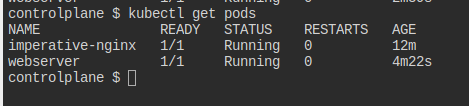 controlplane $ kubectl get pods
NAME               READY   STATUS    RESTARTS   AGE
imperative-nginx   1/1     Running   0          12m
webserver          1/1     Running   0          4m22s
controlplane $